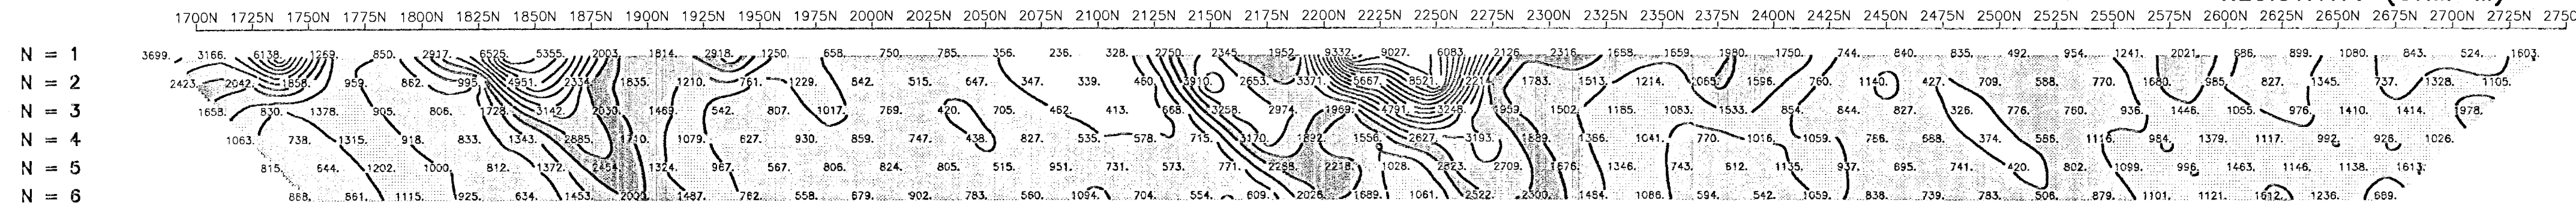 1700N 1725N 1750N 1775N 1800N 1825N 1850N 1875N 1900N 1925N 1950N 1975N 2000N 2025N 2050N 2075N 2100N 2125N 2150N 2175N 2200N 2225N 2250N 2275N 2300N 2325N 2350N 2375N 2400N 2425N 2450N 2475N 2500N 2525N 2550N 2575N 2600N 2625N 2650N 2675N 2700N 2725N
N = 1 3699. 3166. 6138. 1269. 850. 2917. 6525. 5355. 2003. 1814. 2918. 1250. 658. 750. 785. 356. 236. 328. 2750. 2345. 1952. 9332. 9027. 6083. 2126. 2316. 1658. 1659. 1980. 1750. 744. 840. 835. 492. 954. 1241. 2021. 686. 899. 1080. 843. 524. 1603.
N = 2 2423. 2042. 1858. 959. 862. 995. 4951. 2334. 1835. 1210. 761. 1229. 842. 515. 647. 347. 339. 460. 3910. 2653. 3371. 5667. 8521. 2214. 1783. 1513. 1214. 2065. 1596. 760. 1140. 427. 709. 588. 770. 1680. 985. 827. 1345. 737. 1328. 1105.
N = 3 1658. 830. 1378. 905. 806. 1728. 3142. 2030. 1469. 542. 807. 1017. 769. 420. 705. 462. 413. 668. 3258. 2974. 1969. 4791. 3248. 1959. 1502. 1185. 1083. 1533. 854. 844. 827. 326. 776. 760. 936. 1446. 1055. 976. 1410. 1414. 978.
N = 4 1063. 738. 1315. 918. 833. 1343. 2885. 1710. 1079. 627. 930. 859. 747. 438. 827. 535. 578. 715. 3170. 1892. 1556. 2627. 3193. 1889. 1366. 1041. 770. 1016. 1059. 786. 688. 374. 566. 1116. 984. 1379. 1117. 992. 926. 1026.
N = 5 815. 644. 1202. 1000. 812. 1372. 2454. 1324. 967. 567. 806. 824. 805. 515. 951. 731. 573. 771. 2288. 2218. 1028. 2823. 2709. 1676. 1346. 743. 612. 1135. 937. 695. 741. 420. 802. 1099. 996. 1463. 1146. 1138. 1613.
N = 6 868. 861. 1115. 925. 634. 1453. 2000. 1487. 762. 558. 679. 902. 783. 560. 1094. 704. 554. 609. 2026. 1689. 1061. 2522. 2300. 1484. 1086. 594. 542. 1059. 838. 739. 783. 506. 879. 1101. 1121. 1612. 1236. 669.